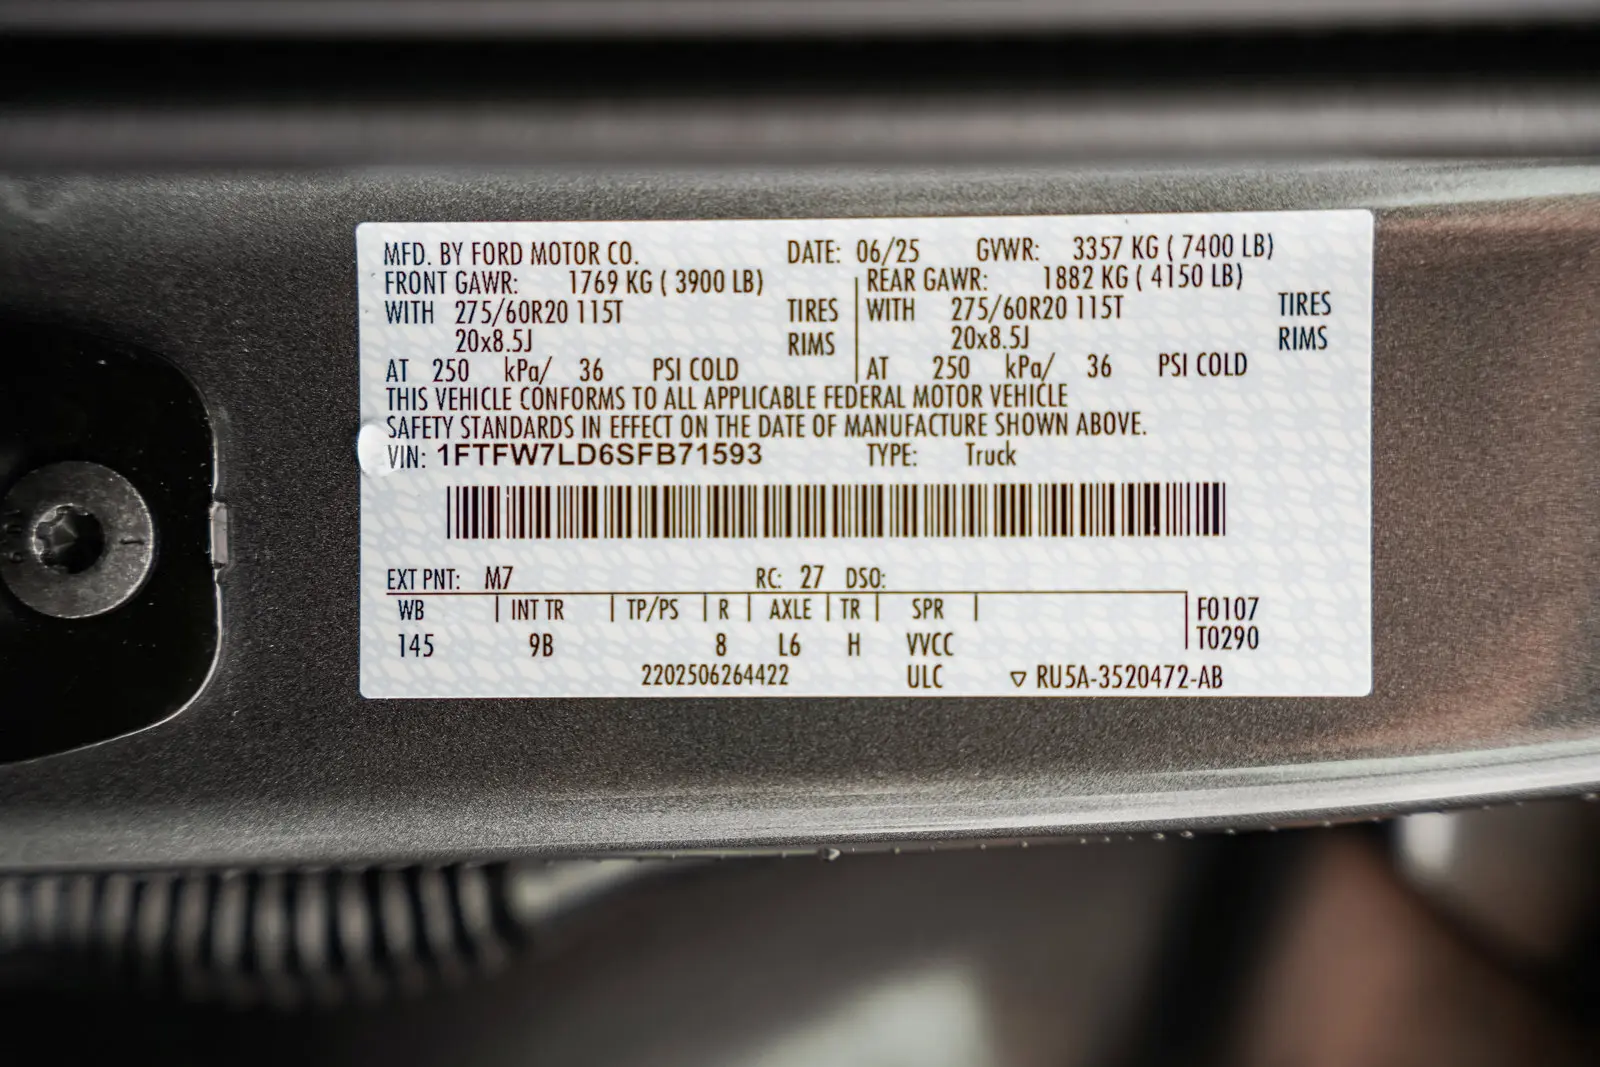 MFD. BY FORD MOTOR CO. DATE: 06/25 GVWR: 3357 KG ( 7400 LB)
FRONT GAWR: 1769 KG ( 3900 LB) REAR GAWR: 1882 KG ( 4150 LB)
WITH 275/60R20 115T TIRES WITH 275/60R20 115T TIRES
20x8.5J RIMS 20x8.5J RIMS
AT 250 kPa/ 36 PSI COLD AT 250 kPa/ 36 PSI COLD
THIS VEHICLE CONFORMS TO ALL APPLICABLE FEDERAL MOTOR VEHICLE
SAFETY STANDARDS IN EFFECT ON THE DATE OF MANUFACTURE SHOWN ABOVE.
VIN: 1FTFW7LD6SFB71593 TYPE: Truck
EXT PNT: M7 RC: 27 DSO:
WB INT TR TP/PS R AXLE TR SPR F0107
145 9B 8 L6 H VVCC T0290
2202506264422 ULC ▽ RU5A-3520472-AB